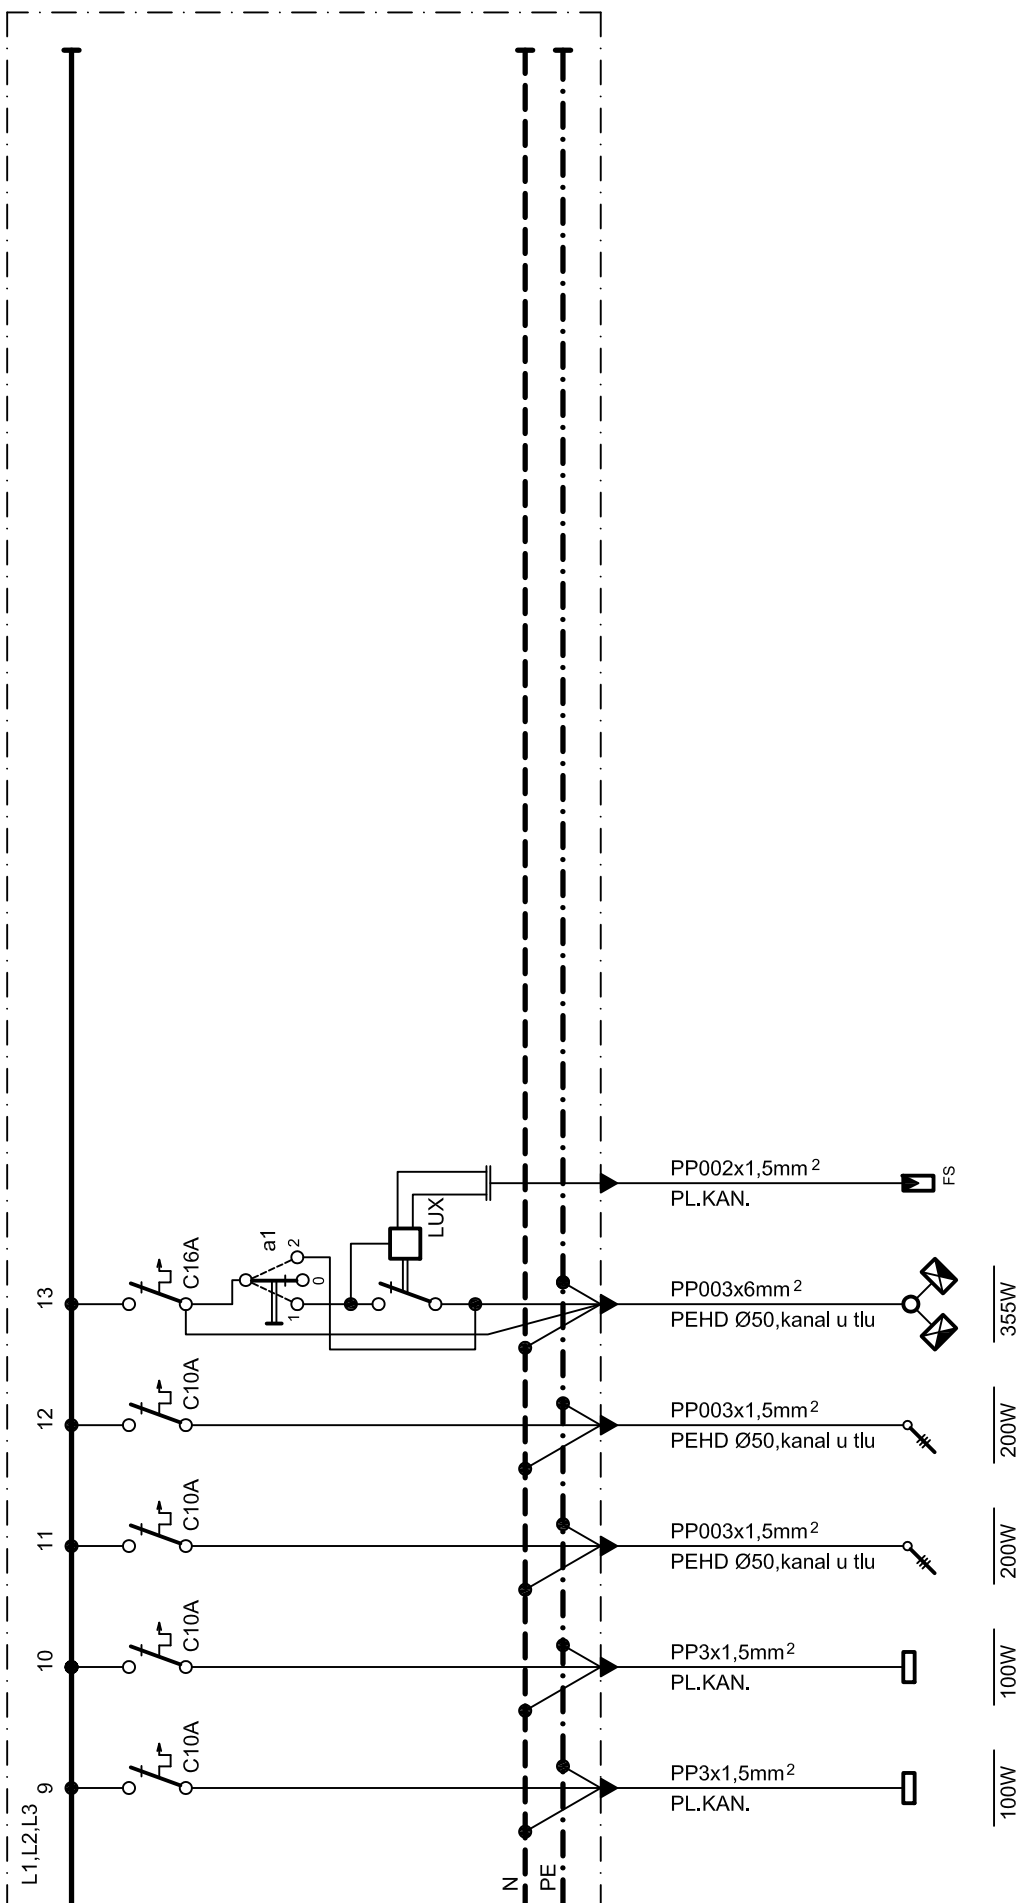 PP002x1,5mm²
PL.KAN.
FS
LUX
13
C16A
a1
2
0
1
PP003x6mm²
PEHD Ø50,kanal u tlu
355W
12
C10A
PP003x1,5mm²
PEHD Ø50,kanal u tlu
200W
11
C10A
PP003x1,5mm²
PEHD Ø50,kanal u tlu
200W
10
C10A
PP3x1,5mm²
PL.KAN.
100W
9
C10A
PP3x1,5mm²
PL.KAN.
100W
L1,L2,L3
N
PE